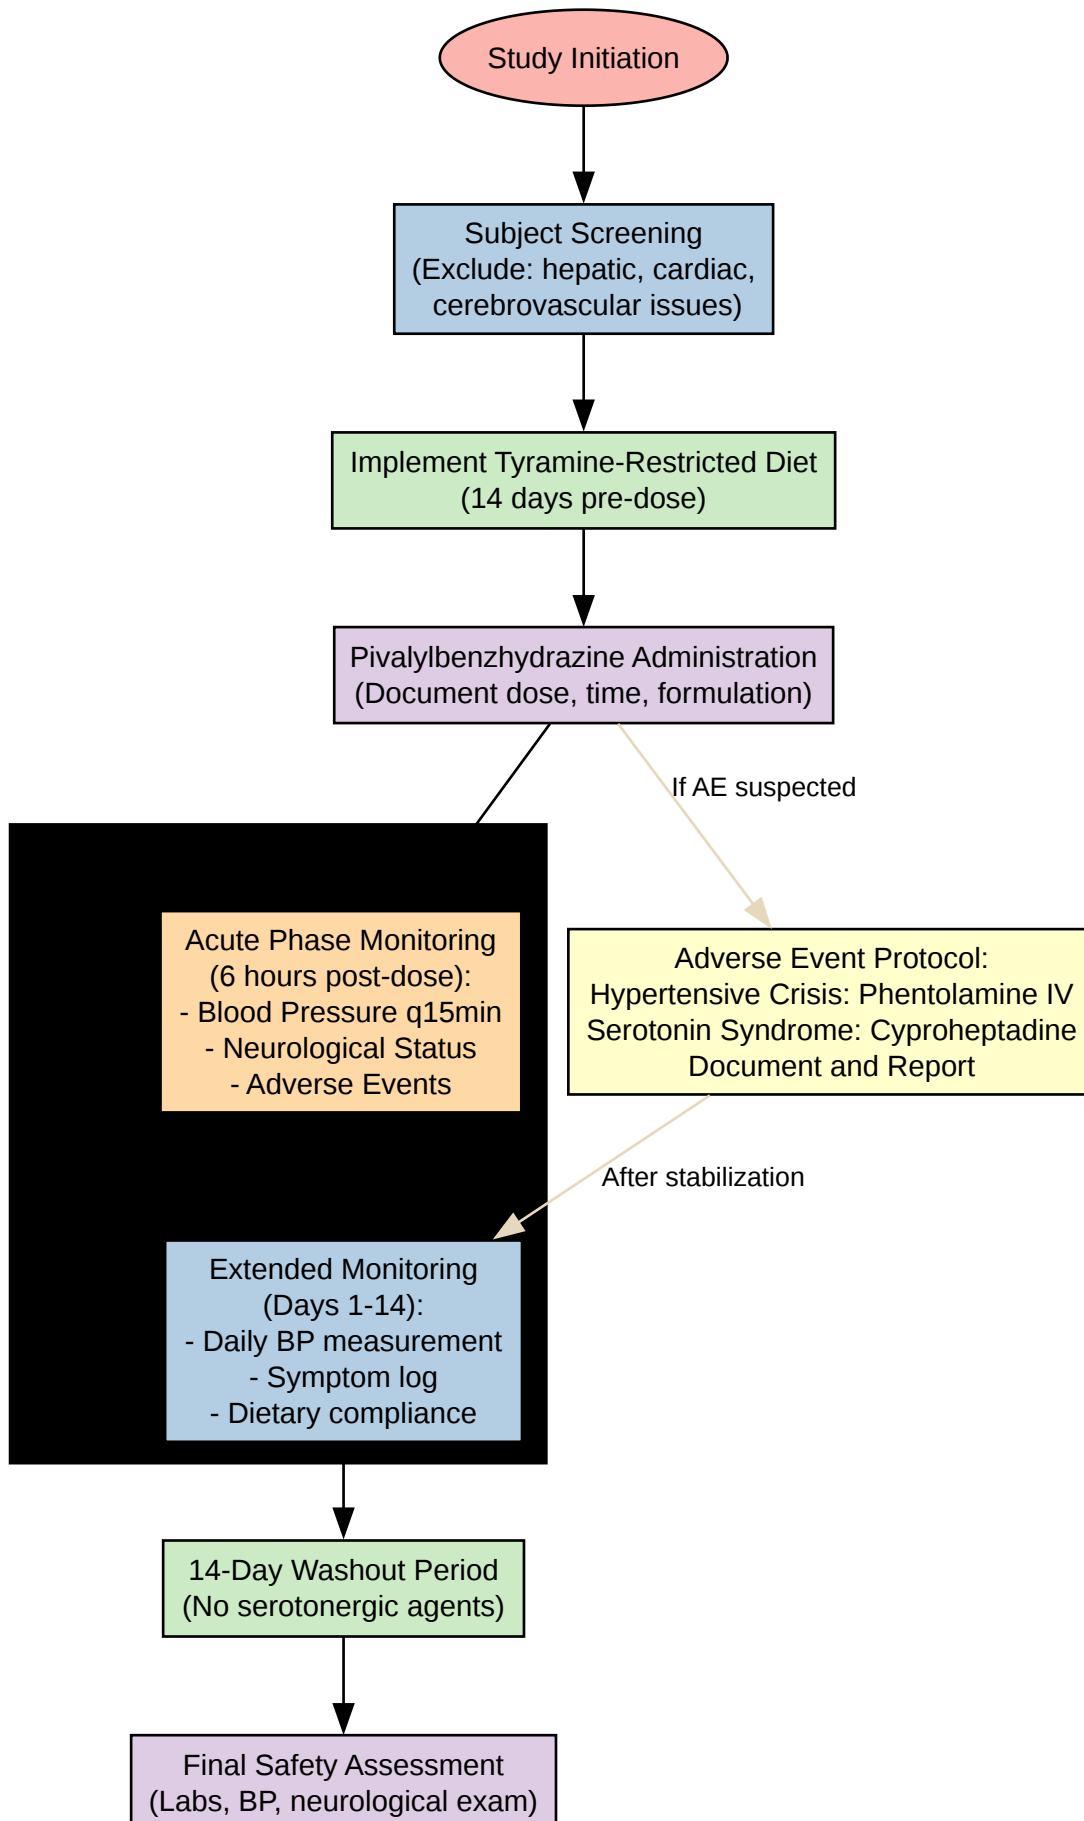 Study Initiation
Subject Screening
(Exclude: hepatic, cardiac,
cerebrovascular issues)
Implement Tyramine-Restricted Diet
(14 days pre-dose)
Pivalylbenzhydrazine Administration
(Document dose, time, formulation)
If AE suspected
Acute Phase Monitoring
(6 hours post-dose):
- Blood Pressure q15min
- Neurological Status
- Adverse Events
Adverse Event Protocol:
Hypertensive Crisis: Phentolamine IV
Serotonin Syndrome: Cyproheptadine
Document and Report
After stabilization
Extended Monitoring
(Days 1-14):
- Daily BP measurement
- Symptom log
- Dietary compliance
14-Day Washout Period
(No serotonergic agents)
Final Safety Assessment
(Labs, BP, neurological exam)